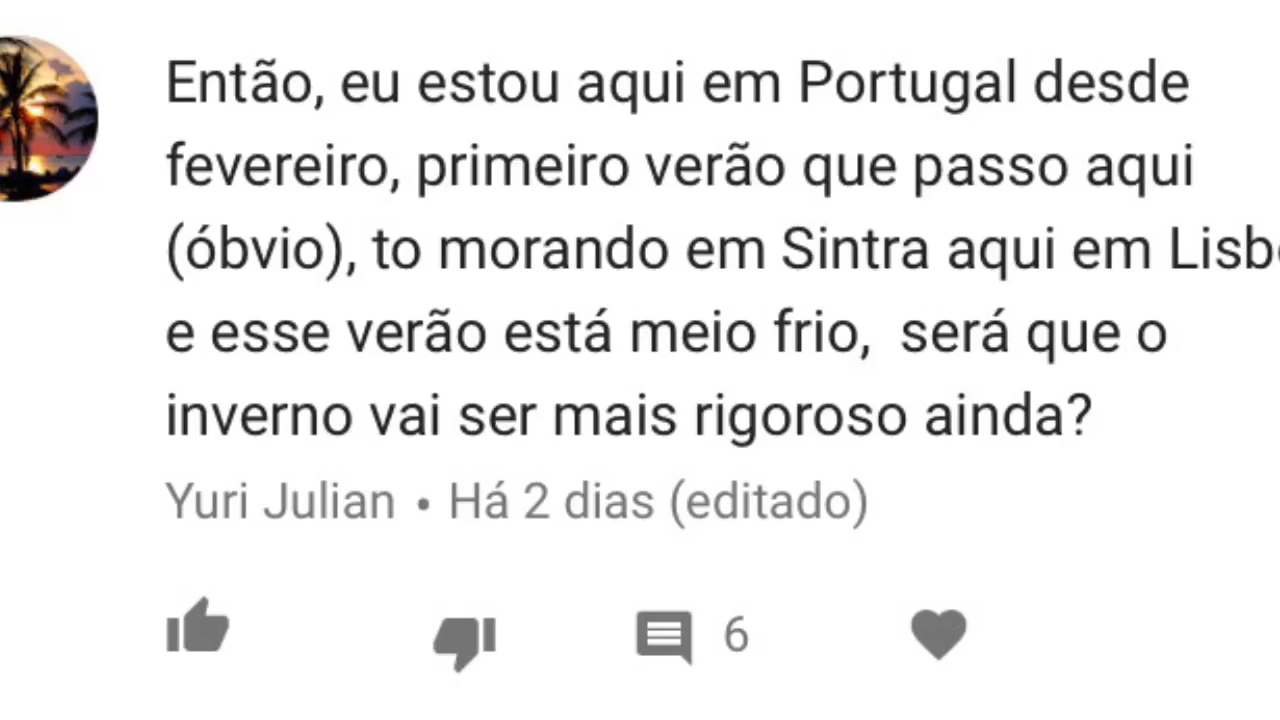 Então, eu estou aqui em Portugal desde
fevereiro, primeiro verão que passo aqui
(óbvio), to morando em Sintra aqui em
e esse verão está meio frio,  será que o
inverno vai ser mais rigoroso ainda?
Yuri Julian • Há 2 dias (editado)
6